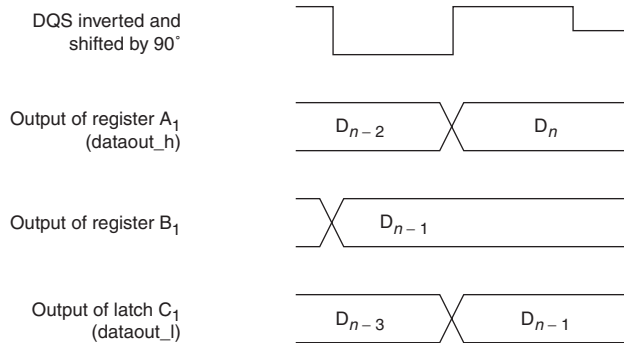 DQS inverted and
shifted by 90˚
Output of register A1
(dataout_h)
Dn – 2
Dn
Output of register B1
Dn – 1
Output of latch C1
(dataout_l)
Dn – 3
Dn – 1